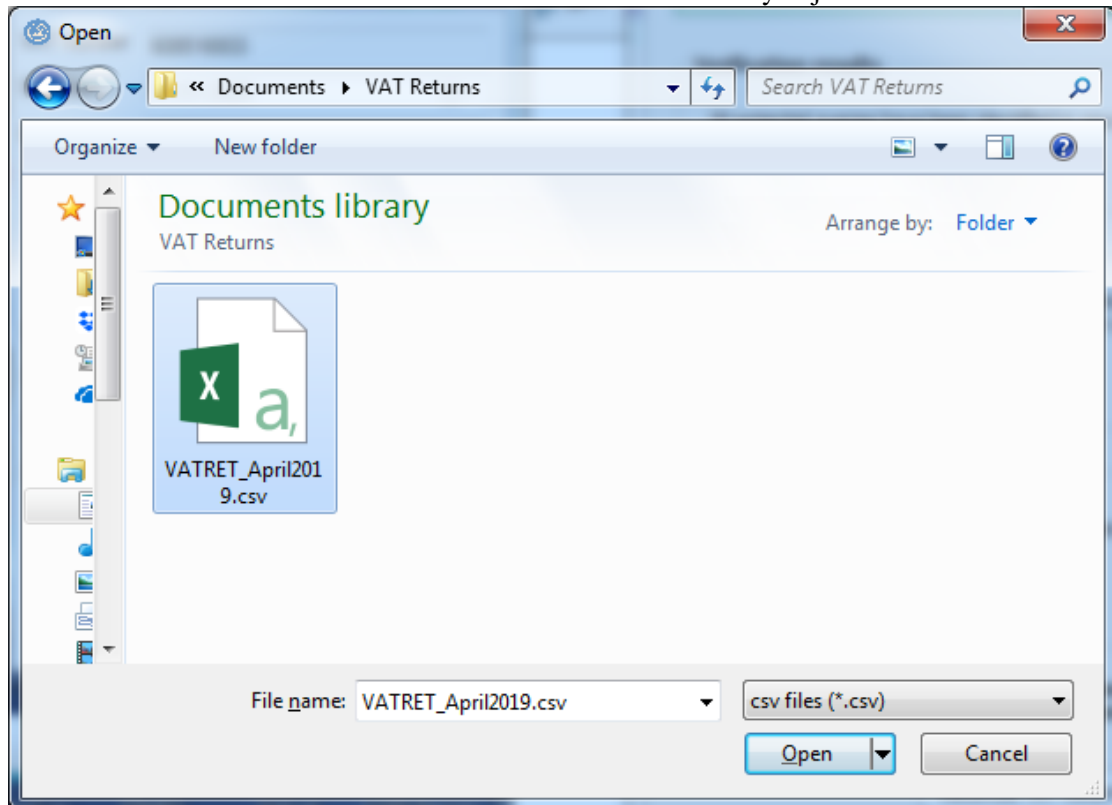 Open
« Documents ▸ VAT Returns
Search VAT Returns
Organize
New folder
Documents library
VAT Returns
Arrange by: Folder
X a,
VATRET_April201
9.csv
File name: VATRET_April2019.csv
csv files (*.csv)
Open
Cancel